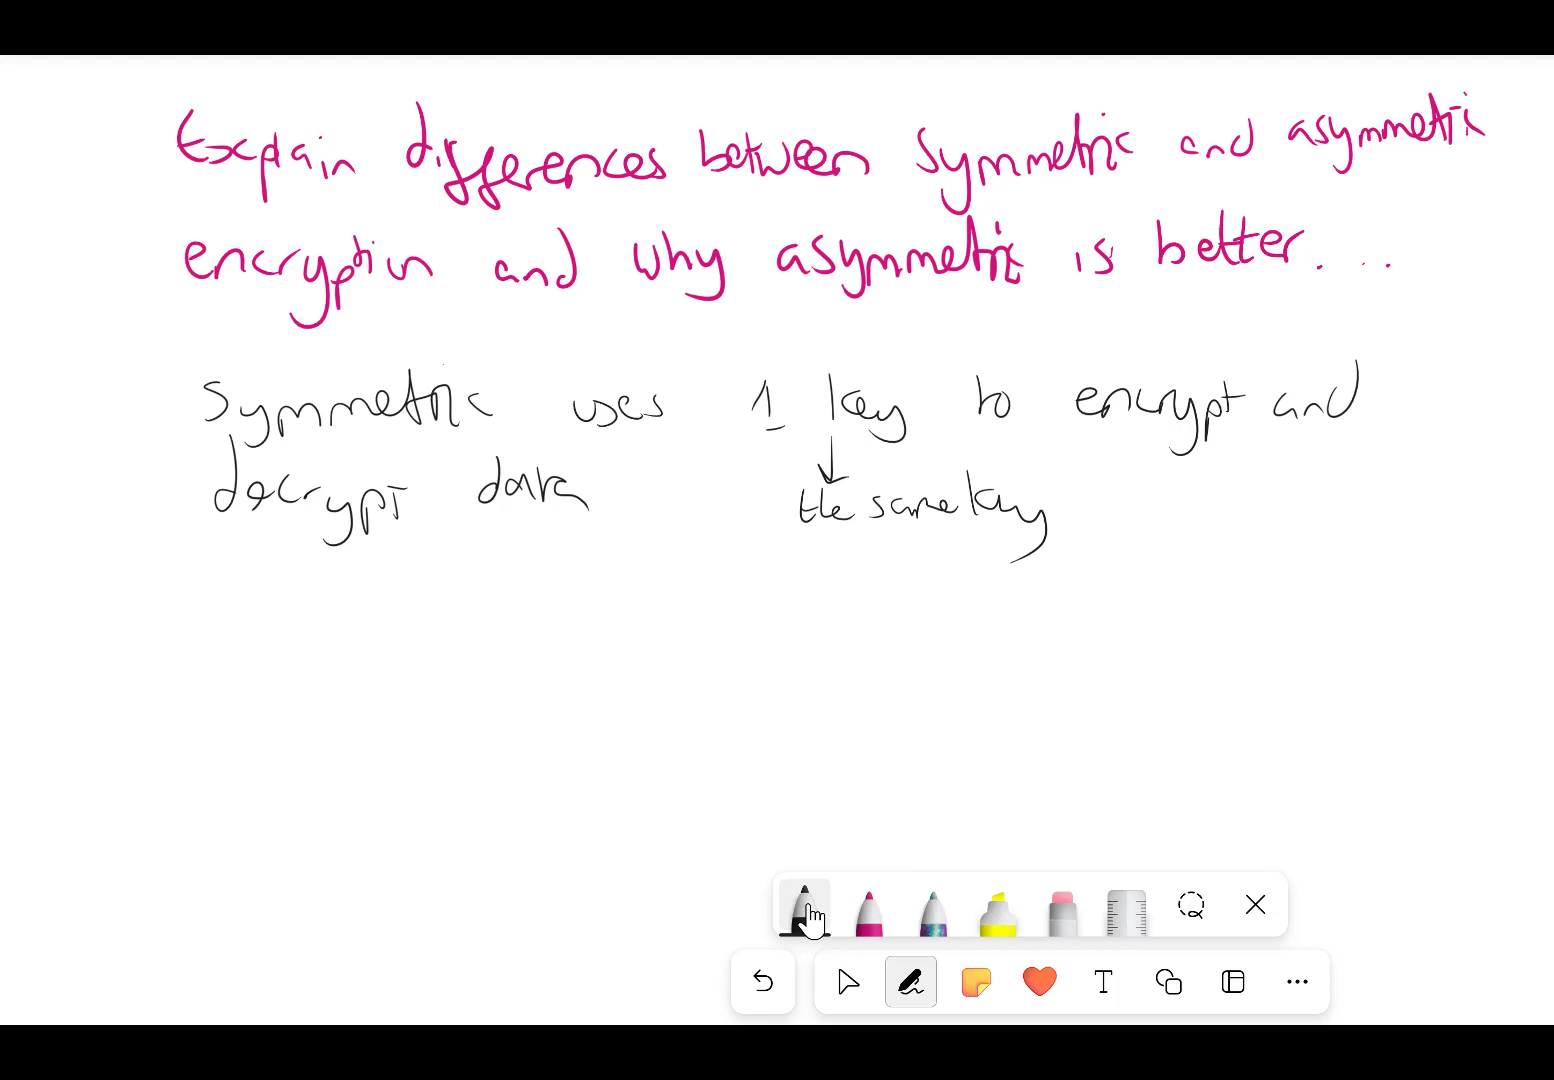 Explain differences between symmetric and asymmetric
encryption and why asymmetric is better....
Symmetric uses 1 key to encrypt and
decrypt data
the same key
T